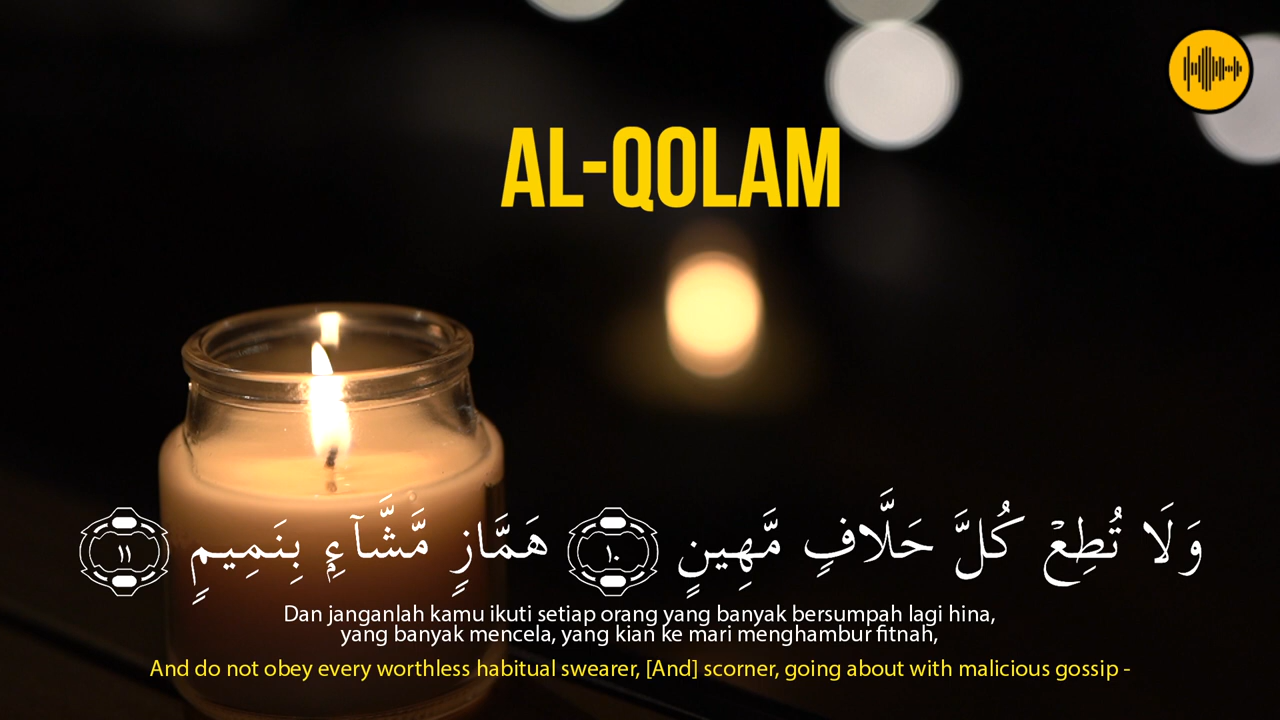 AL-QOLAM
وَلَا تُطِعْ كُلَّ حَلَّافٍ مَّهِينٍ ١٠ هَمَّازٍ مَّشَّآءٍۭ بِنَمِيمٍ ١١
Dan janganlah kamu ikuti setiap orang yang banyak bersumpah lagi hina,
yang banyak mencela, yang kian ke mari menghambur fitnah,
And do not obey every worthless habitual swearer, [And] scorner, going about with malicious gossip -